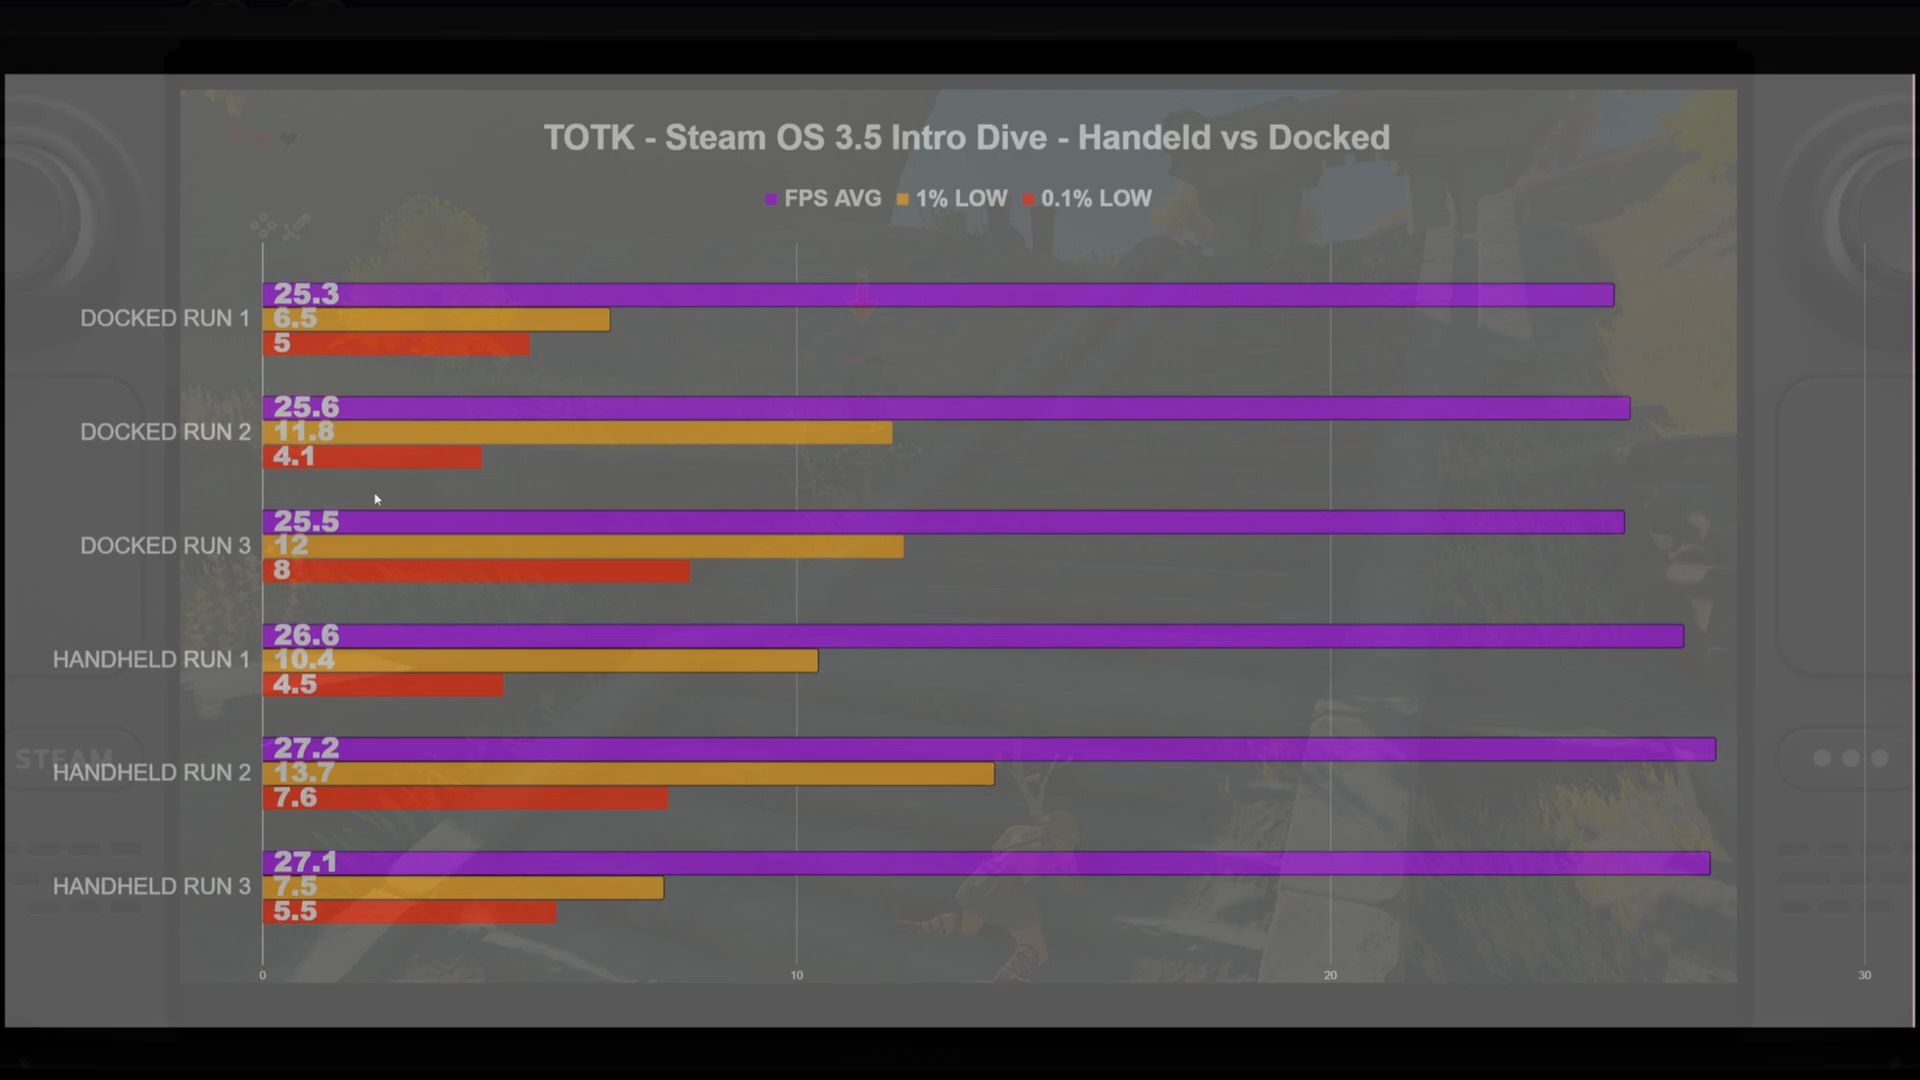 TOTK - Steam OS 3.5 Intro Dive - Handeld vs Docked
FPS AVG 1% LOW 0.1% LOW
DOCKED RUN 1
25.3
6.5
5
DOCKED RUN 2
25.6
11.8
4.1
DOCKED RUN 3
25.5
12
8
HANDHELD RUN 1
26.6
10.4
4.5
STEAM
HANDHELD RUN 2
27.2
13.7
7.6
HANDHELD RUN 3
27.1
7.5
5.5
0 10 20 30